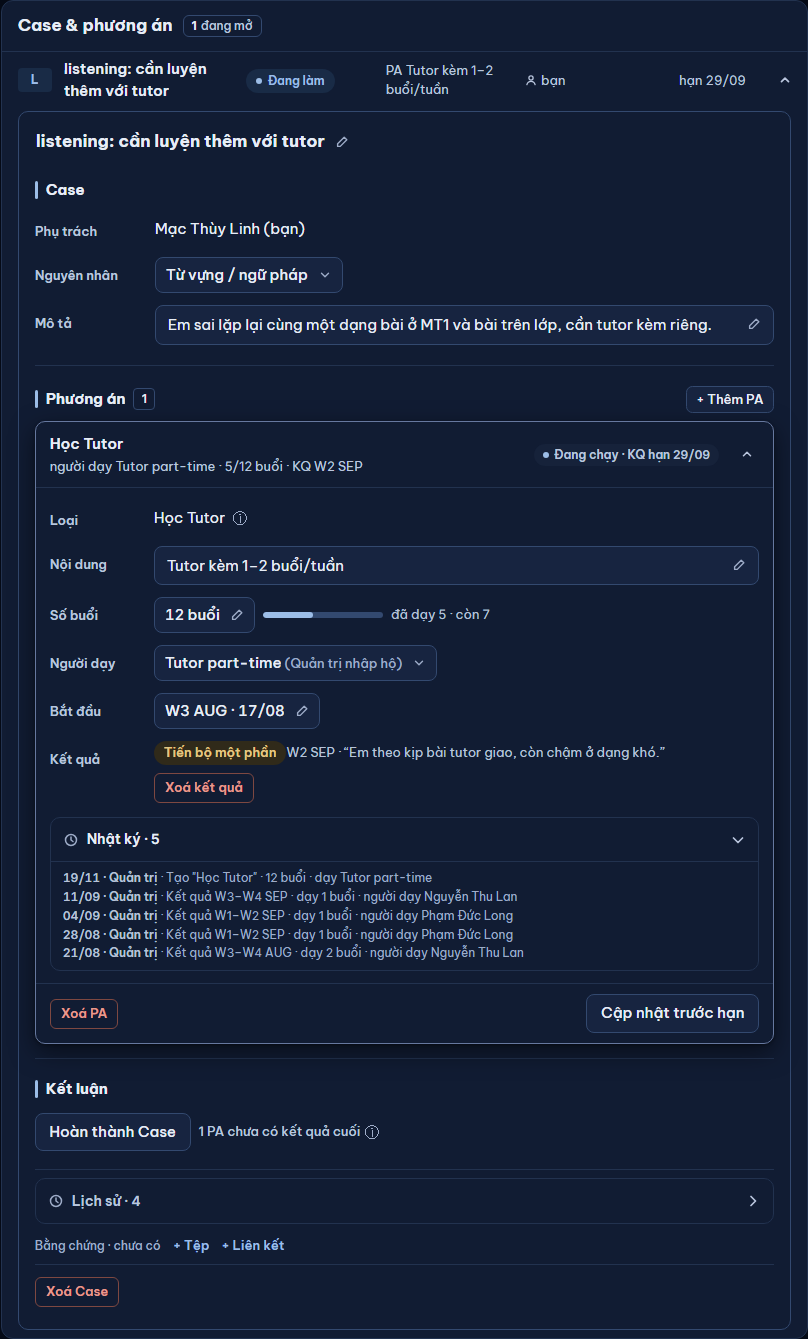 Case & phương án 1 đang mở
L listening: cần luyện thêm với tutor • Đang làm PA Tutor kèm 1–2 buổi/tuần bạn hạn 29/09
listening: cần luyện thêm với tutor
Case
Phụ trách Mạc Thùy Linh (bạn)
Nguyên nhân Từ vựng / ngữ pháp
Mô tả Em sai lặp lại cùng một dạng bài ở MT1 và bài trên lớp, cần tutor kèm riêng.
Phương án 1 + Thêm PA
Học Tutor
người dạy Tutor part-time · 5/12 buổi · KQ W2 SEP • Đang chạy · KQ hạn 29/09
Loại Học Tutor
Nội dung Tutor kèm 1–2 buổi/tuần
Số buổi 12 buổi đã dạy 5 · còn 7
Người dạy Tutor part-time (Quản trị nhập hộ)
Bắt đầu W3 AUG · 17/08
Kết quả Tiến bộ một phần W2 SEP · “Em theo kịp bài tutor giao, còn chậm ở dạng khó.”
Xoá kết quả
Nhật ký · 5
19/11 · Quản trị · Tạo "Học Tutor" · 12 buổi · dạy Tutor part-time
11/09 · Quản trị · Kết quả W3–W4 SEP · dạy 1 buổi · người dạy Nguyễn Thu Lan
04/09 · Quản trị · Kết quả W1–W2 SEP · dạy 1 buổi · người dạy Phạm Đức Long
28/08 · Quản trị · Kết quả W1–W2 SEP · dạy 1 buổi · người dạy Phạm Đức Long
21/08 · Quản trị · Kết quả W3–W4 AUG · dạy 2 buổi · người dạy Nguyễn Thu Lan
Xoá PA Cập nhật trước hạn
Kết luận
Hoàn thành Case 1 PA chưa có kết quả cuối
Lịch sử · 4
Bằng chứng · chưa có + Tệp + Liên kết
Xoá Case